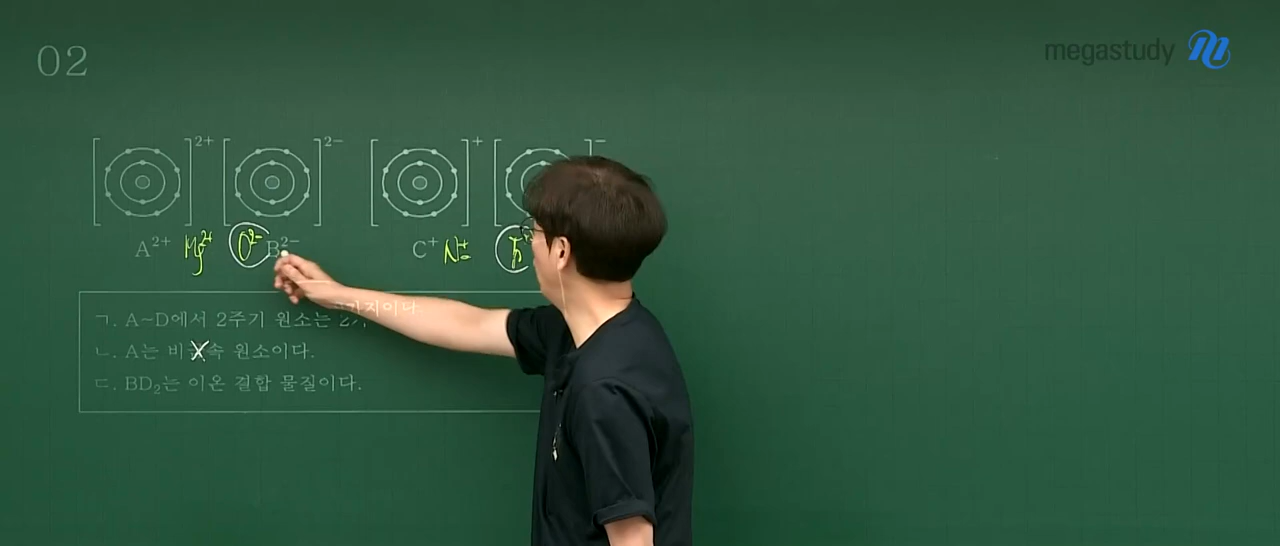 02
megastudy
2+ 2− + −
A²⁺ Mg²⁺ O²⁻ B²⁻ C⁺ Na⁺
ㄱ. A~D에서 2주기 원소는 2가지이다.
ㄴ. A는 비금속 원소이다.
ㄷ. BD₂는 이온 결합 물질이다.